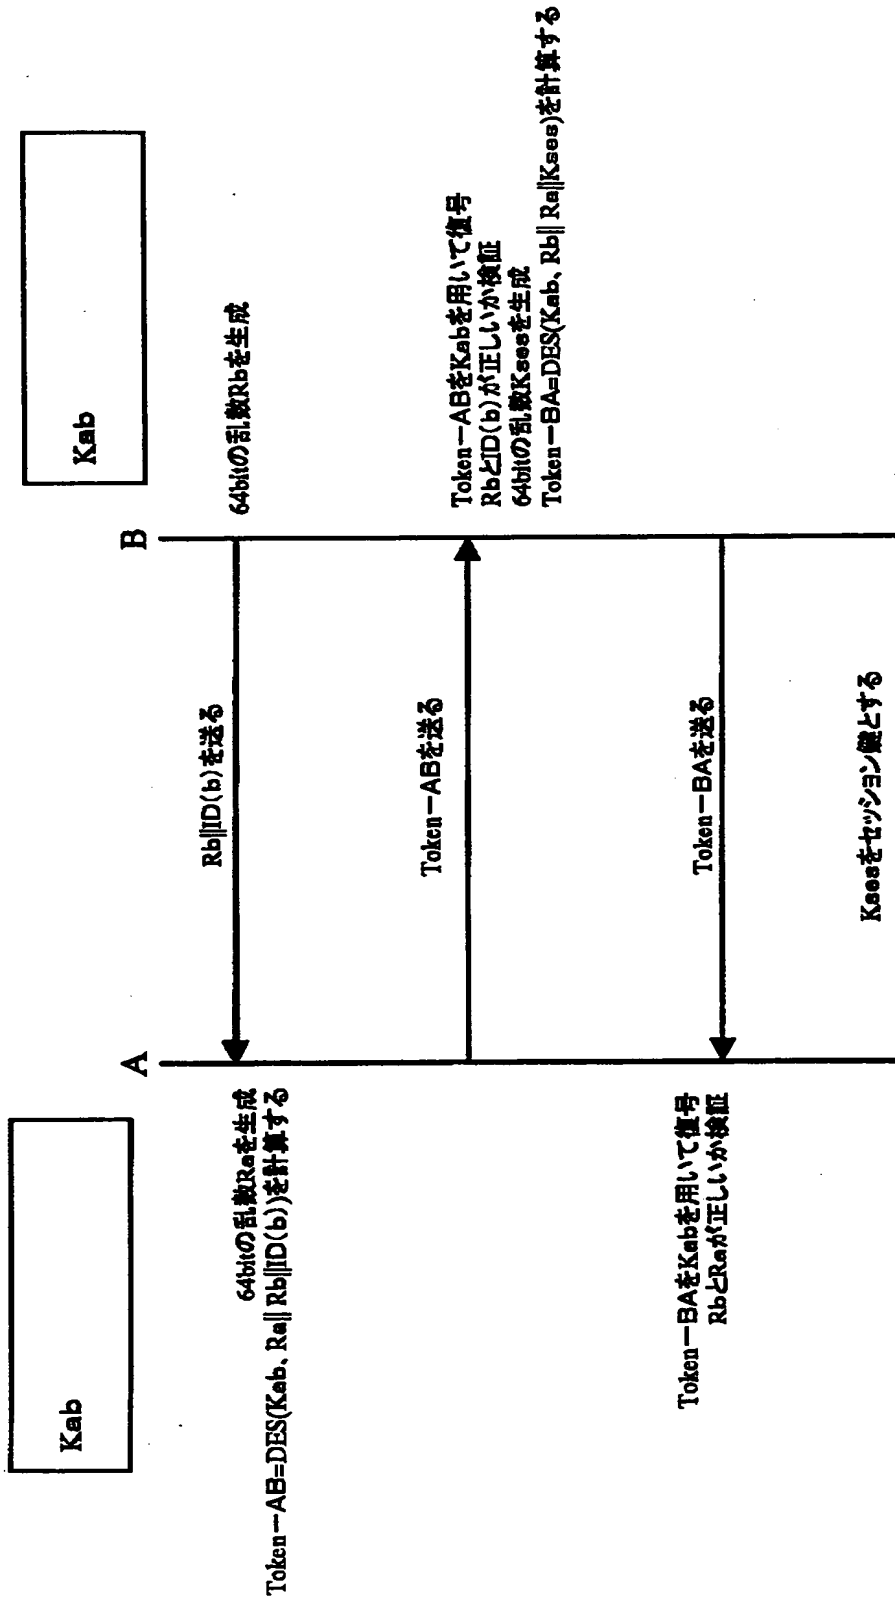 Kab
Kab
A
B
64bitの乱数Rbを生成
Rb||ID(b)を送る
64bitの乱数Raを生成
Token－AB=DES(Kab、Ra||Rb||ID(b))を計算する
Token－ABを送る
Token－ABをKabを用いて復号
RbとID(b)が正しいか検証
64bitの乱数Ksesを生成
Token－BA=DES(Kab、Rb||Ra||Kses)を計算する
Token－BAを送る
Token－BAをKabを用いて復号
RbとRaが正しいか検証
Ksesをセッション鍵とする